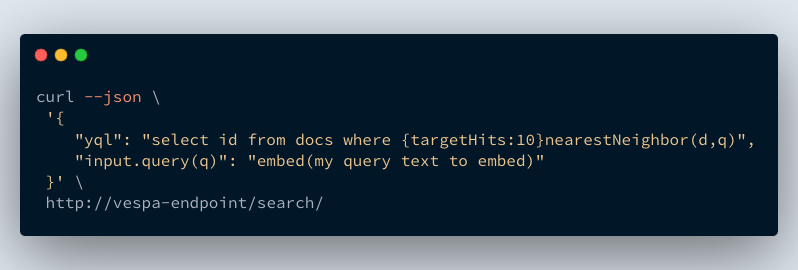 curl --json \
'{
"yql": "select id from docs where {targetHits:10}nearestNeighbor(d,q)",
"input.query(q)": "embed(my query text to embed)"
}' \
http://vespa-endpoint/search/